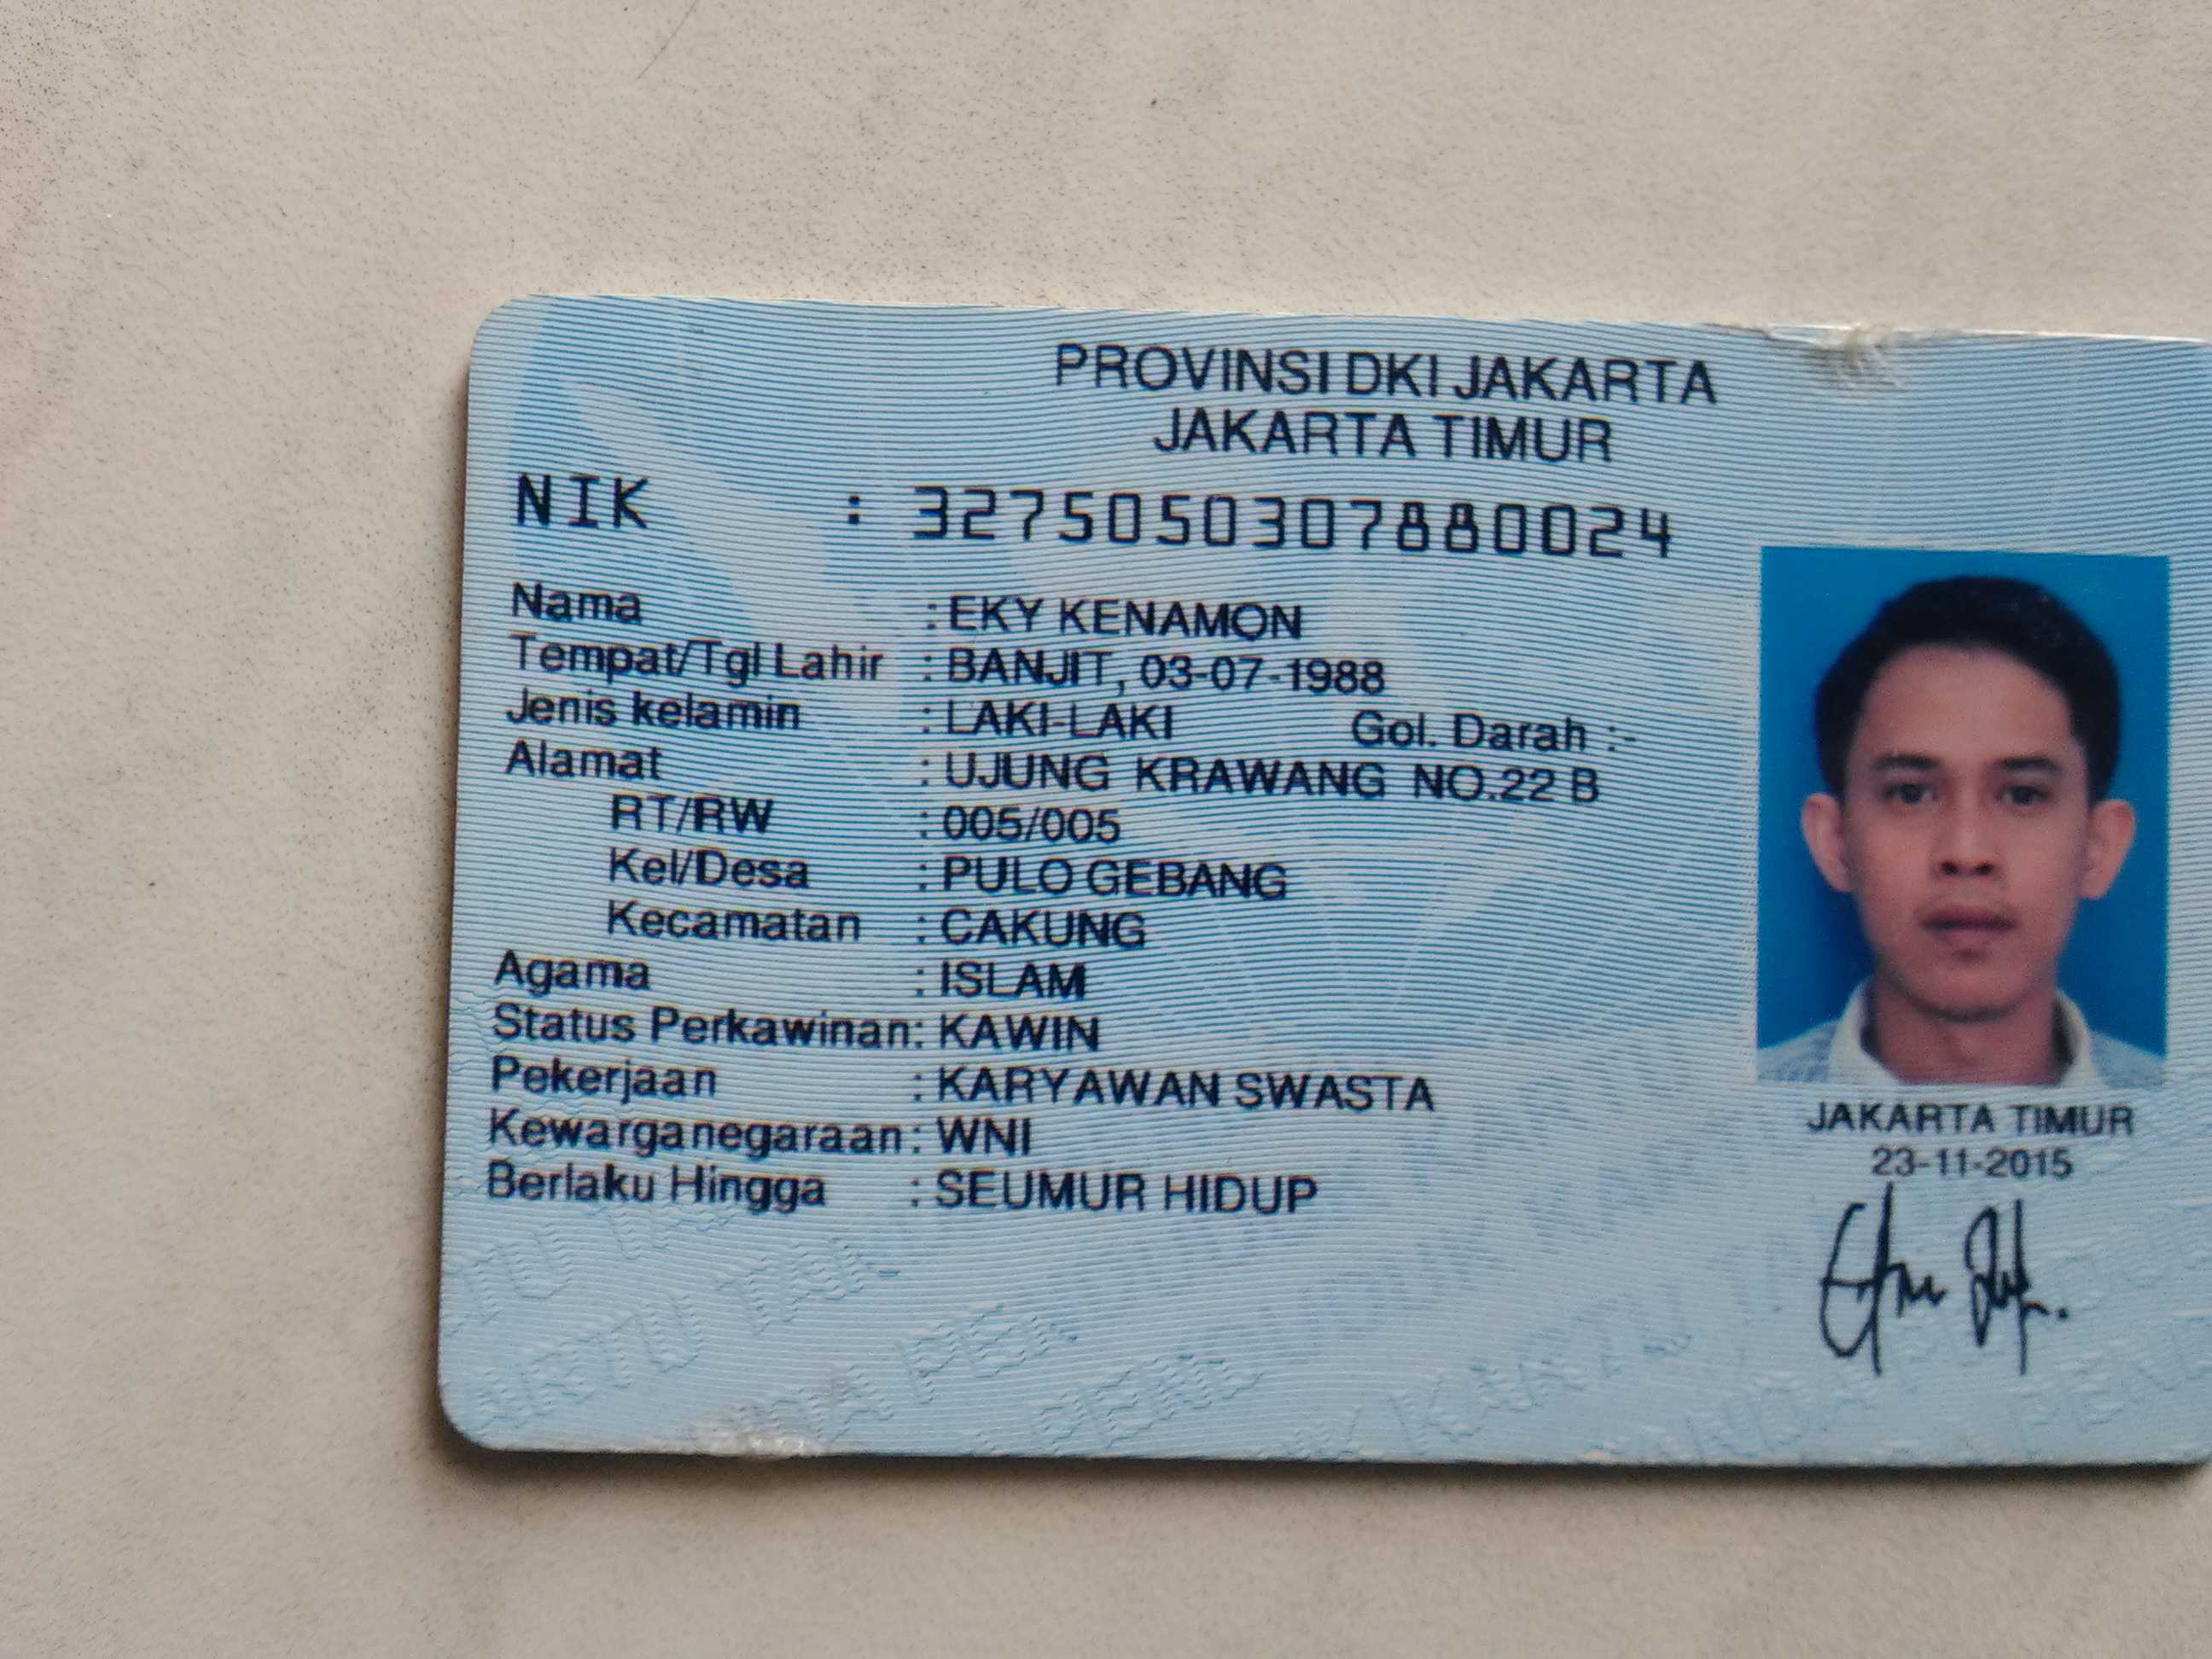 PROVINSI DKI JAKARTA
JAKARTA TIMUR
NIK : 3275050307880024
Nama : EKY KENAMON
Tempat/Tgl Lahir : BANJIT, 03-07-1988
Jenis kelamin : LAKI-LAKI Gol. Darah :-
Alamat : UJUNG KRAWANG NO.22 B
RT/RW : 005/005
Kel/Desa : PULO GEBANG
Kecamatan : CAKUNG
Agama : ISLAM
Status Perkawinan: KAWIN
Pekerjaan : KARYAWAN SWASTA
Kewarganegaraan: WNI
Berlaku Hingga : SEUMUR HIDUP
JAKARTA TIMUR
23-11-2015